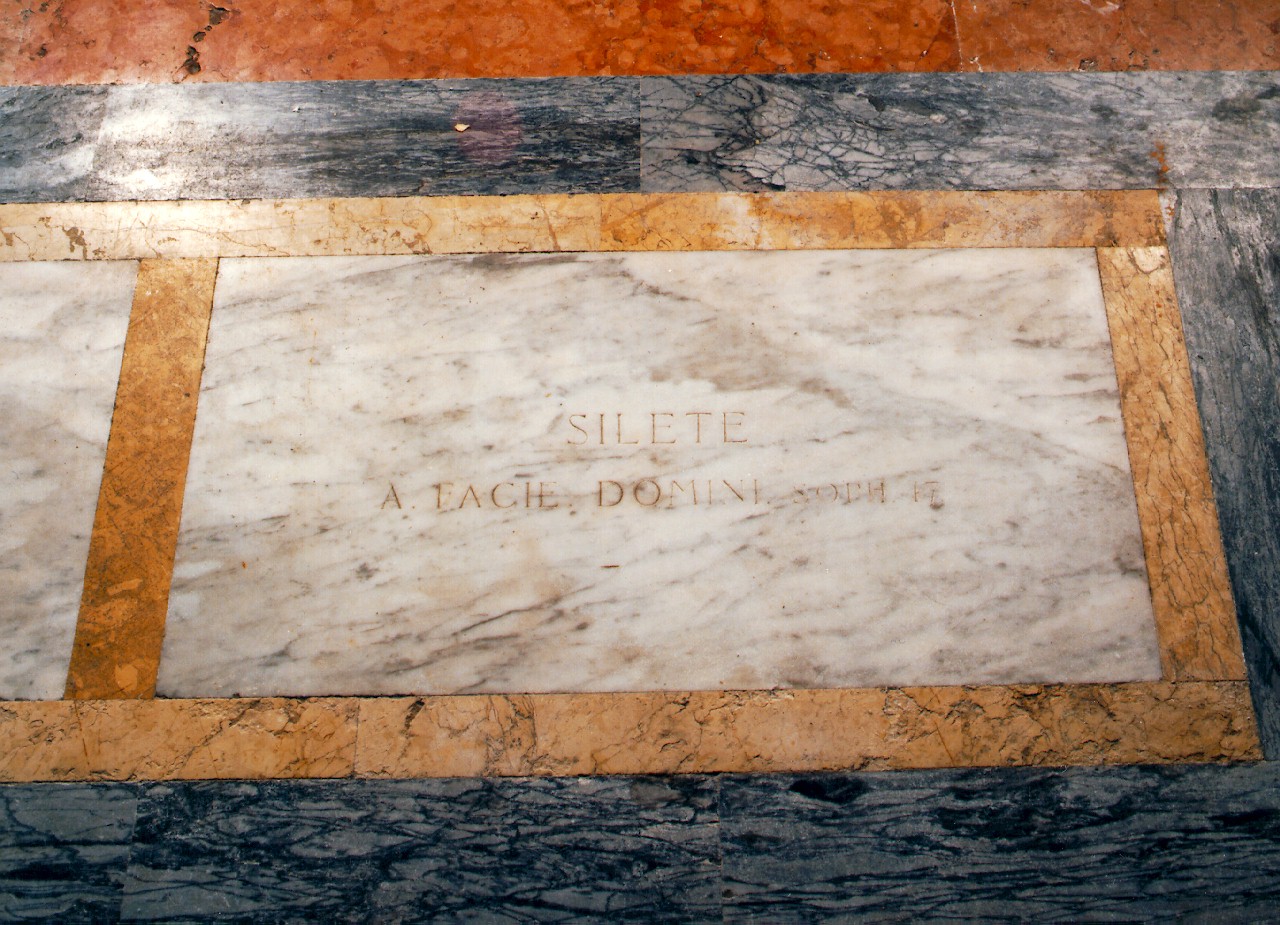 SILETE
A. FACIE. DOMINI. SOPH. I7